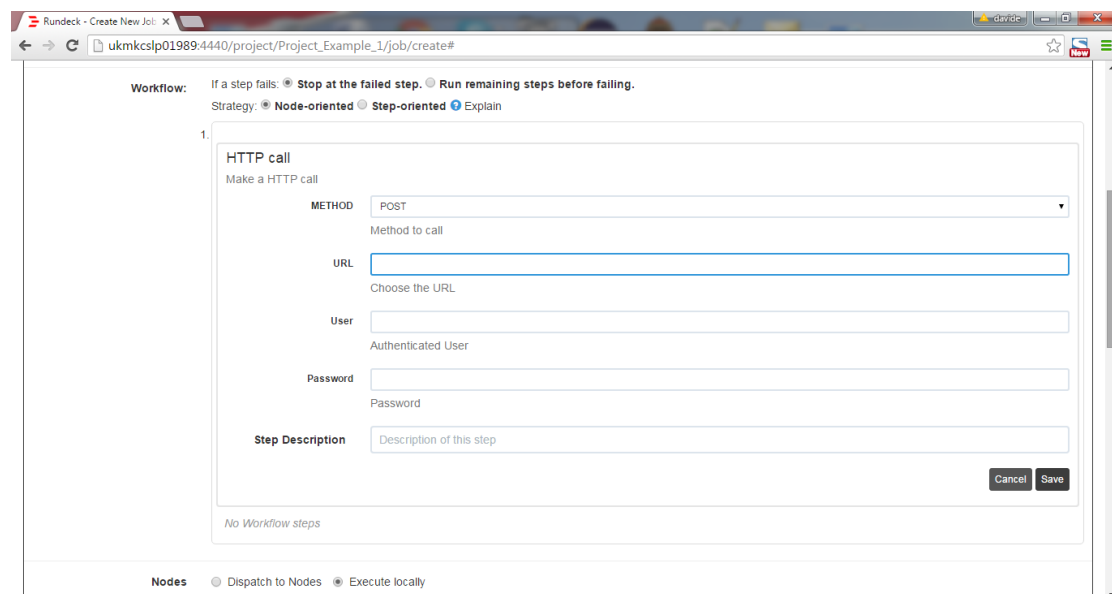 Rundeck - Create New Job
davide
ukmkcslp01989:4440/project/Project_Example_1/job/create#
New
Workflow: If a step fails: Stop at the failed step. Run remaining steps before failing.
Strategy: Node-oriented Step-oriented ? Explain
1.
HTTP call
Make a HTTP call
METHOD POST
Method to call
URL
Choose the URL
User
Authenticated User
Password
Password
Step Description Description of this step
Cancel Save
No Workflow steps
Nodes Dispatch to Nodes Execute locally